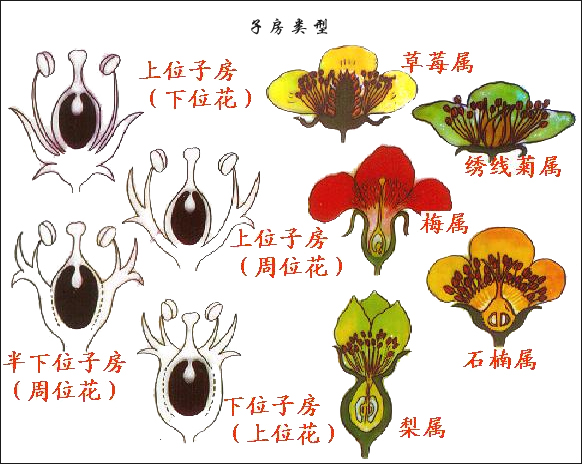 子房类型
上位子房
（下位花）
草莓属
绣线菊属
上位子房
（周位花）
梅属
半下位子房
（周位花）
石楠属
下位子房
（上位花）
梨属